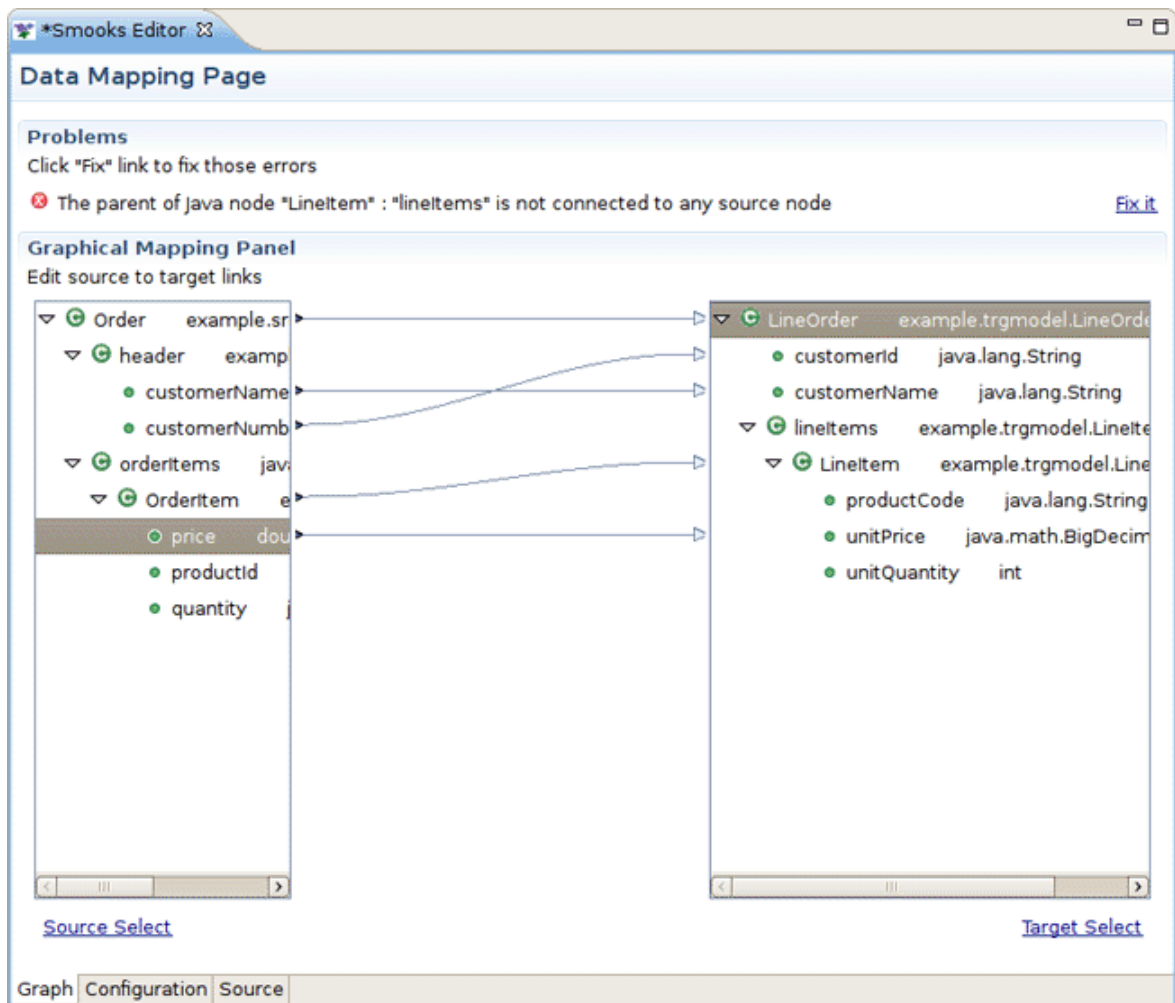 *Smooks Editor
Data Mapping Page
Problems
Click "Fix" link to fix those errors
The parent of Java node "LineItem" : "lineItems" is not connected to any source node Fix it
Graphical Mapping Panel
Edit source to target links
Order example.sr
header examp
customerName
customerNumb
orderItems java
OrderItem e
price dou
productId
quantity j
LineOrder example.trgmodel.LineOrde
customerId java.lang.String
customerName java.lang.String
lineItems example.trgmodel.LineIte
LineItem example.trgmodel.Line
productCode java.lang.String
unitPrice java.math.BigDecim
unitQuantity int
Source Select Target Select
Graph Configuration Source